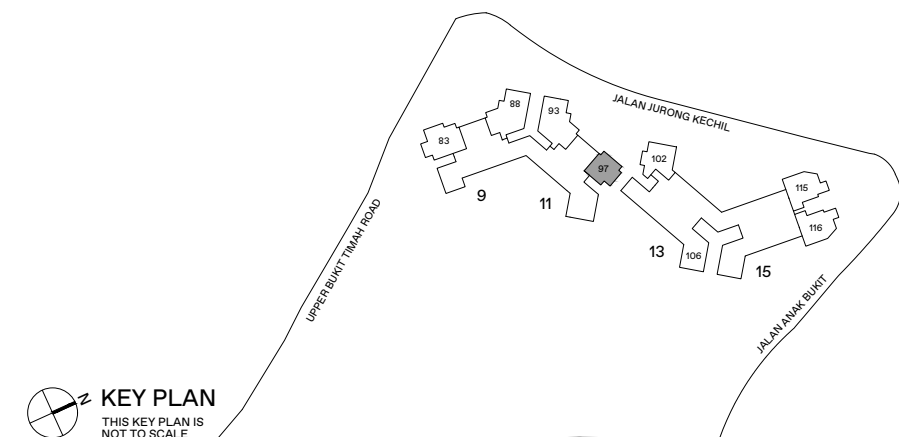 JALAN JURONG KECHIL
88
93
83
102
97
115
116
9
11
13
106
15
UPPER BUKIT TIMAH ROAD
JALAN ANAK BUKIT
N
KEY PLAN
THIS KEY PLAN IS
NOT TO SCALE